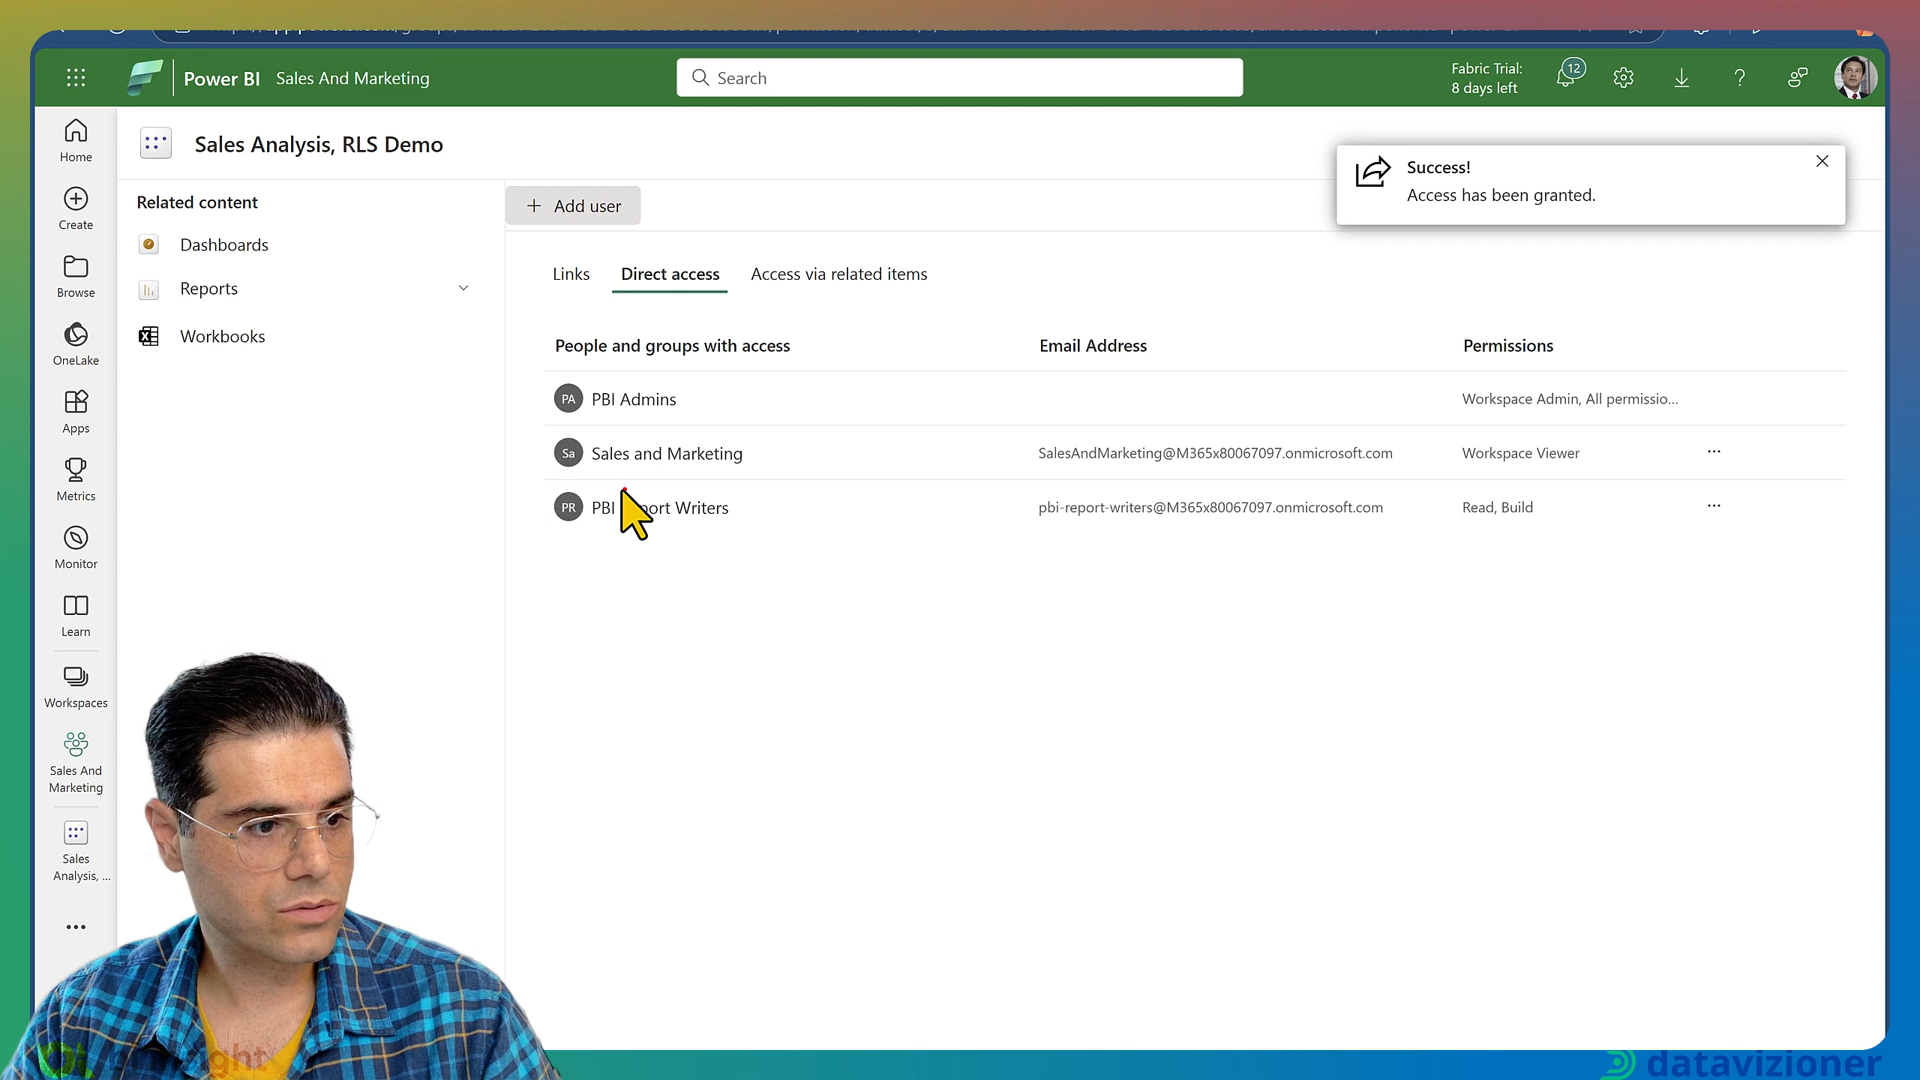 Power BI
Sales And Marketing
Search
Fabric Trial:
8 days left
12
Home
Create
Browse
OneLake
Apps
Metrics
Monitor
Learn
Workspaces
Sales And
Marketing
Sales
Analysis, ...
Sales Analysis, RLS Demo
Related content
Dashboards
Reports
Workbooks
Success!
Access has been granted.
Add user
Links
Direct access
Access via related items
People and groups with access
Email Address
Permissions
PA
PBI Admins
Workspace Admin, All permissio...
Sa
Sales and Marketing
SalesAndMarketing@M365x80067097.onmicrosoft.com
Workspace Viewer
PR
PBI Writers
pbi-report-writers@M365x80067097.onmicrosoft.com
Read, Build
datavizioner